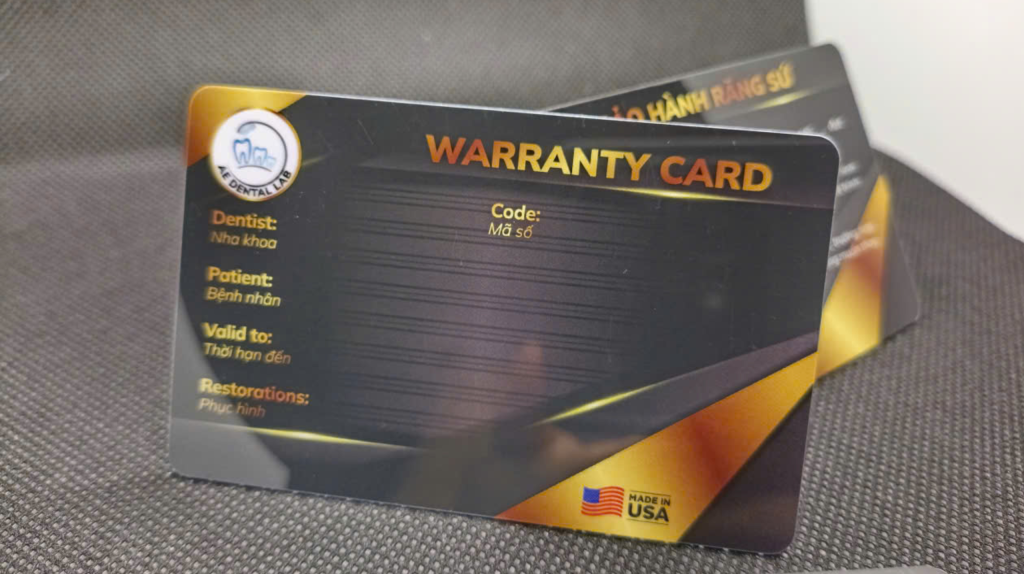 AE DENTAL LAB
WARRANTY CARD
Code:
Mã số
Dentist:
Nha khoa
Patient:
Bệnh nhân
Valid to:
Thời hạn đến
Restorations:
Phục hình
MADE IN
USA
HÀNH RĂNG SỨ